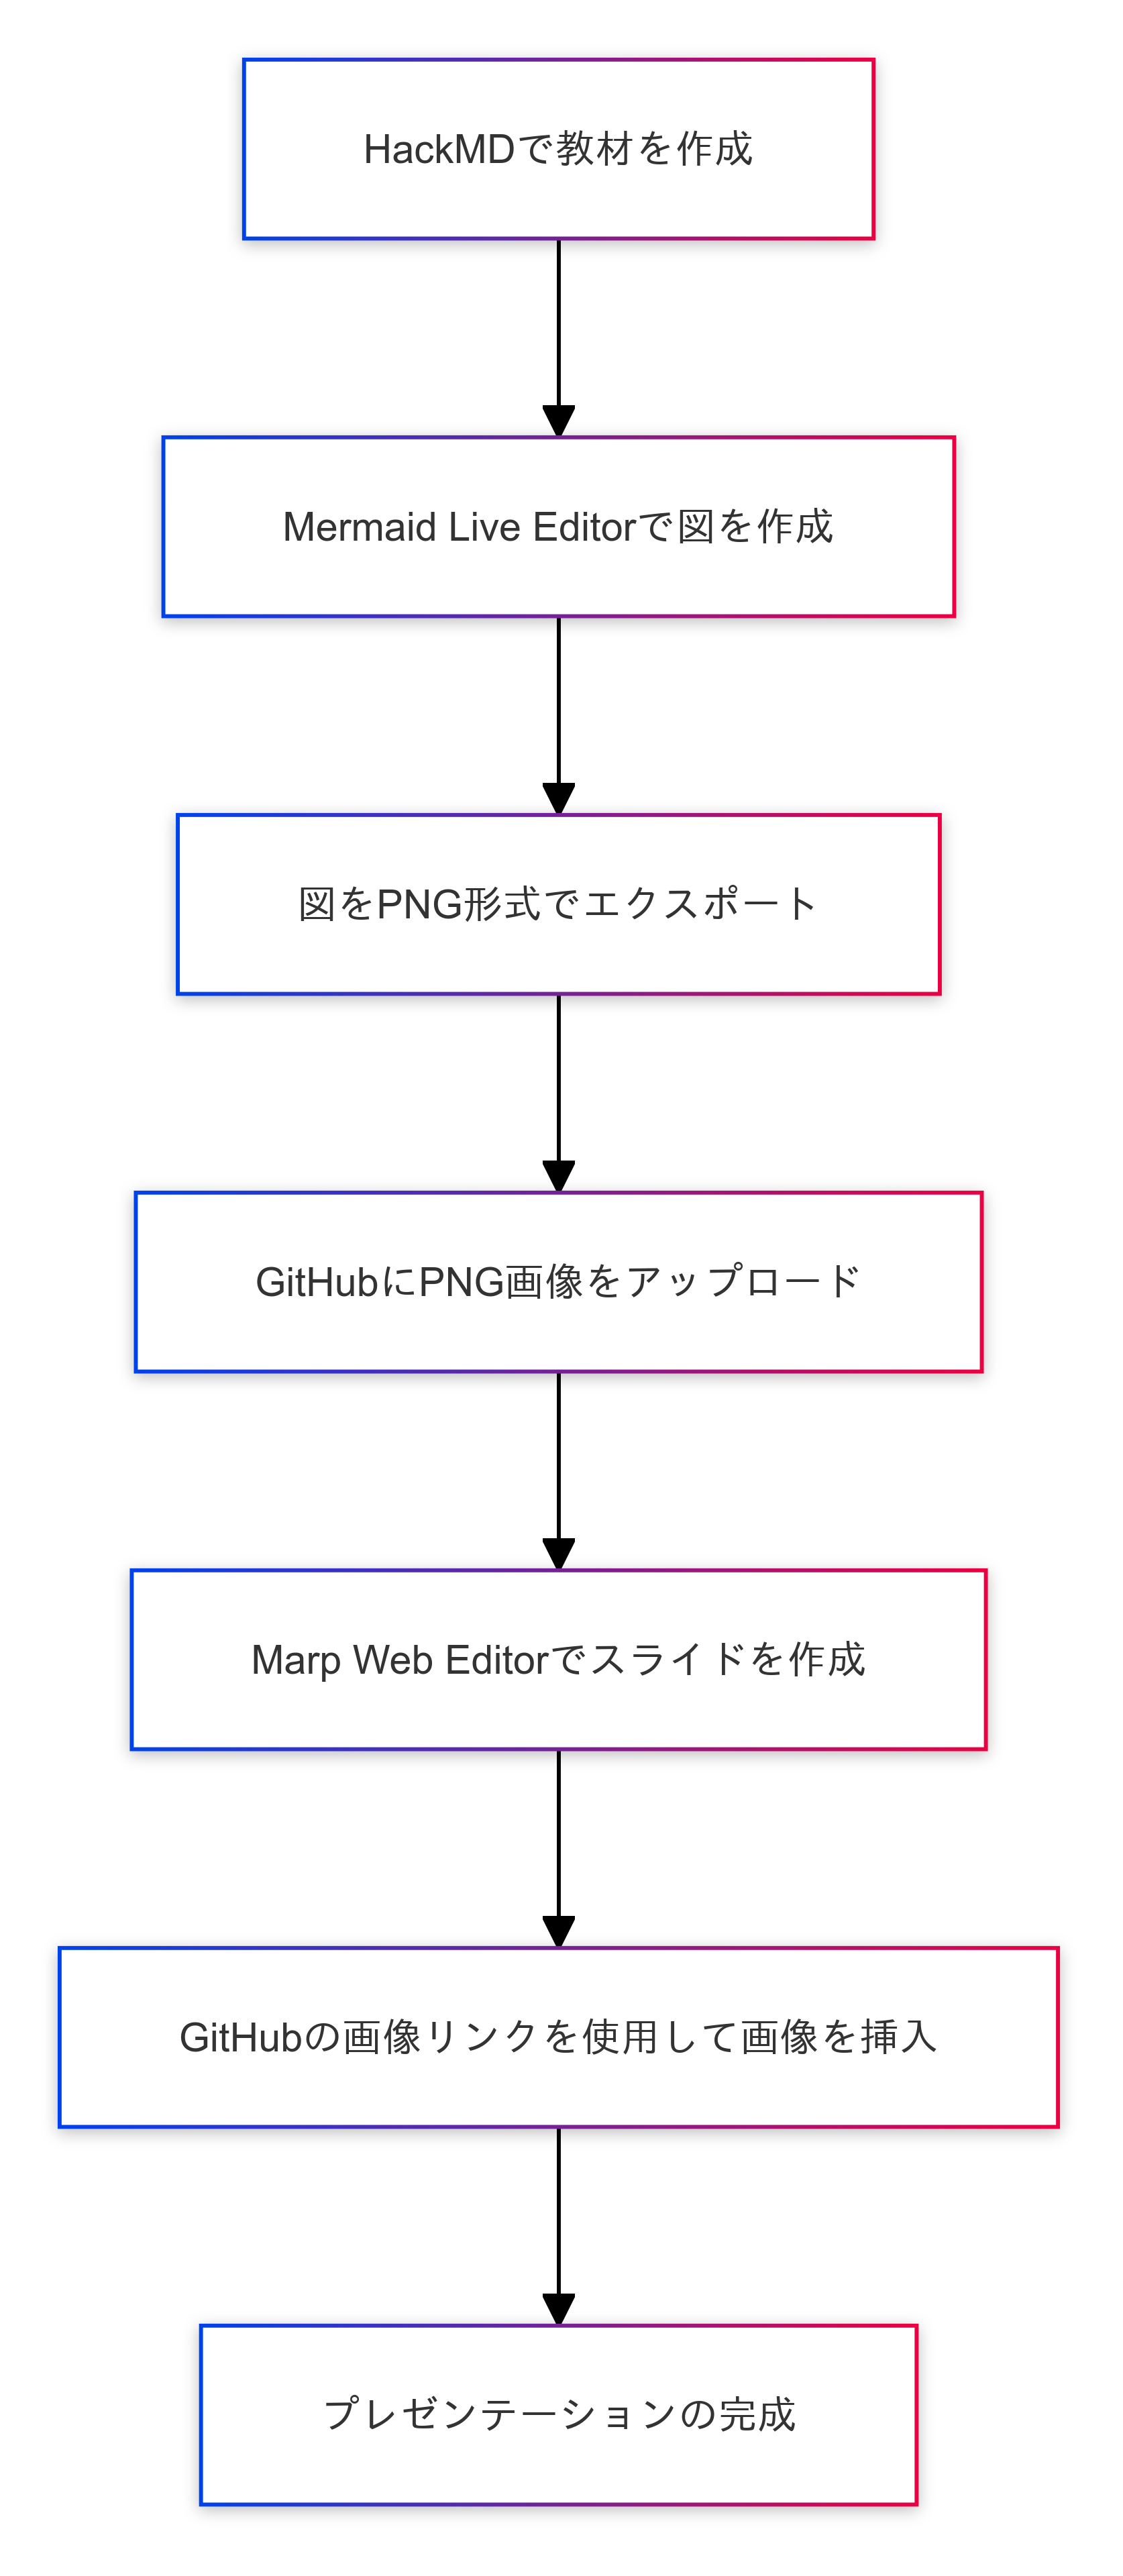 HackMDで教材を作成
Mermaid Live Editorで図を作成
図をPNG形式でエクスポート
GitHubにPNG画像をアップロード
Marp Web Editorでスライドを作成
GitHubの画像リンクを使用して画像を挿入
プレゼンテーションの完成